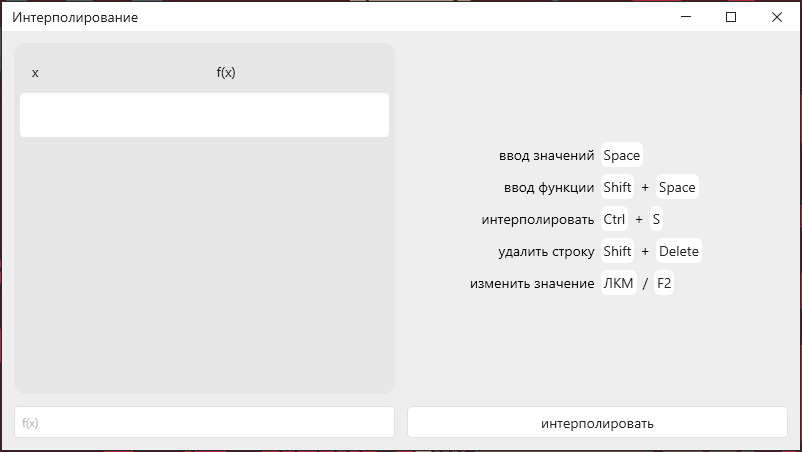 Интерполирование
x f(x)
ввод значений Space
ввод функции Shift + Space
интерполировать Ctrl + S
удалить строку Shift + Delete
изменить значение ЛКМ / F2
f(x) интерполировать